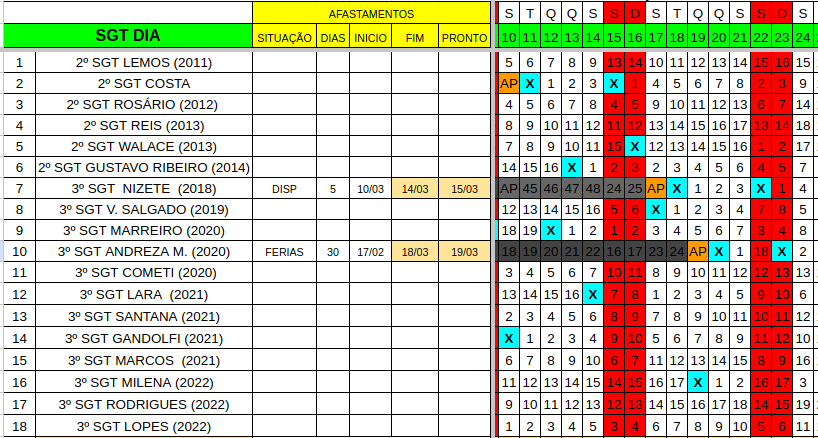 AFASTAMENTOS S T Q Q S S D S T Q Q S S D S
SGT DIA SITUAÇÃO DIAS INICIO FIM PRONTO 10 11 12 13 14 15 16 17 18 19 20 21 22 23 24
1 2º SGT LEMOS (2011) 5 6 7 8 9 13 14 10 11 12 13 14 15 16 15
2 2º SGT COSTA AP X 1 2 3 X 1 4 5 6 7 8 2 3 9
3 2º SGT ROSÁRIO (2012) 4 5 6 7 8 4 5 9 10 11 12 13 6 7 14
4 2º SGT REIS (2013) 8 9 10 11 12 11 12 13 14 15 16 17 13 14 18
5 2º SGT WALACE (2013) 7 8 9 10 11 15 X 12 13 14 15 16 1 2 17
6 2º SGT GUSTAVO RIBEIRO (2014) 14 15 16 X 1 2 3 2 3 4 5 6 4 5 7
7 3º SGT NIZETE (2018) DISP 5 10/03 14/03 15/03 AP 45 46 47 48 24 25 AP X 1 2 3 X 1 4
8 3º SGT V. SALGADO (2019) 12 13 14 15 16 5 6 X 1 2 3 4 7 8 5
9 3º SGT MARREIRO (2020) 18 19 X 1 2 1 2 3 4 5 6 7 3 4 8
10 3º SGT ANDREZA M. (2020) FERIAS 30 17/02 18/03 19/03 18 19 20 21 22 16 17 23 24 AP X 1 18 X 2
11 3º SGT COMETI (2020) 3 4 5 6 7 10 11 8 9 10 11 12 12 13 13
12 3º SGT LARA (2021) 13 14 15 16 X 7 8 1 2 3 4 5 9 10 6
13 3º SGT SANTANA (2021) 2 3 4 5 6 8 9 7 8 9 10 11 10 11 12
14 3º SGT GANDOLFI (2021) X 1 2 3 4 9 10 5 6 7 8 9 11 12 10
15 3º SGT MARCOS (2021) 6 7 8 9 10 6 7 11 12 13 14 15 8 9 16
16 3º SGT MILENA (2022) 11 12 13 14 15 14 15 16 17 X 1 2 16 17 3
17 3º SGT RODRIGUES (2022) 9 10 11 12 13 12 13 14 15 16 17 18 14 15 19
18 3º SGT LOPES (2022) 1 2 3 4 5 3 4 6 7 8 9 10 5 6 11